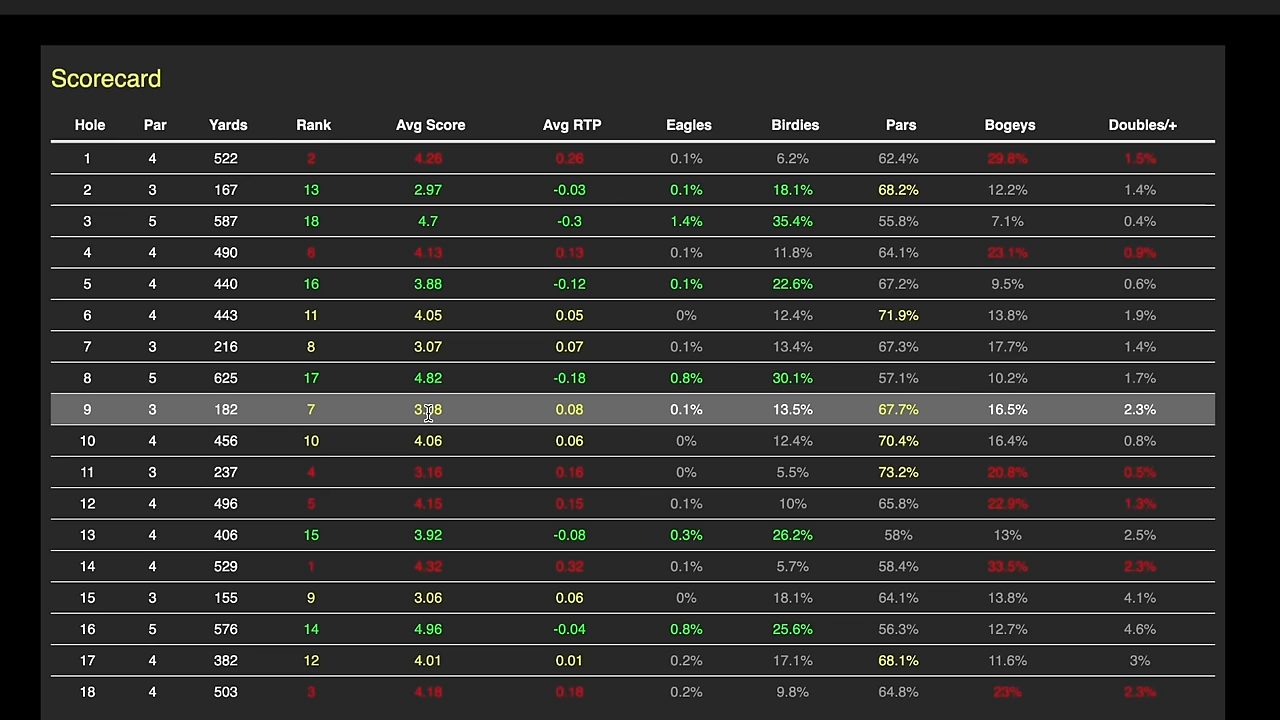 Scorecard
Hole Par Yards Rank Avg Score Avg RTP Eagles Birdies Pars Bogeys Doubles/+
1 4 522 2 4.26 0.26 0.1% 6.2% 62.4% 29.8% 1.5%
2 3 167 13 2.97 -0.03 0.1% 18.1% 68.2% 12.2% 1.4%
3 5 587 18 4.7 -0.3 1.4% 35.4% 55.8% 7.1% 0.4%
4 4 490 6 4.13 0.13 0.1% 11.8% 64.1% 23.1% 0.9%
5 4 440 16 3.88 -0.12 0.1% 22.6% 67.2% 9.5% 0.6%
6 4 443 11 4.05 0.05 0% 12.4% 71.9% 13.8% 1.9%
7 3 216 8 3.07 0.07 0.1% 13.4% 67.3% 17.7% 1.4%
8 5 625 17 4.82 -0.18 0.8% 30.1% 57.1% 10.2% 1.7%
9 3 182 7 3.08 0.08 0.1% 13.5% 67.7% 16.5% 2.3%
10 4 456 10 4.06 0.06 0% 12.4% 70.4% 16.4% 0.8%
11 3 237 4 3.16 0.16 0% 5.5% 73.2% 20.8% 0.5%
12 4 496 5 4.15 0.15 0.1% 10% 65.8% 22.9% 1.3%
13 4 406 15 3.92 -0.08 0.3% 26.2% 58% 13% 2.5%
14 4 529 1 4.32 0.32 0.1% 5.7% 58.4% 33.5% 2.3%
15 3 155 9 3.06 0.06 0% 18.1% 64.1% 13.8% 4.1%
16 5 576 14 4.96 -0.04 0.8% 25.6% 56.3% 12.7% 4.6%
17 4 382 12 4.01 0.01 0.2% 17.1% 68.1% 11.6% 3%
18 4 503 3 4.18 0.18 0.2% 9.8% 64.8% 23% 2.3%